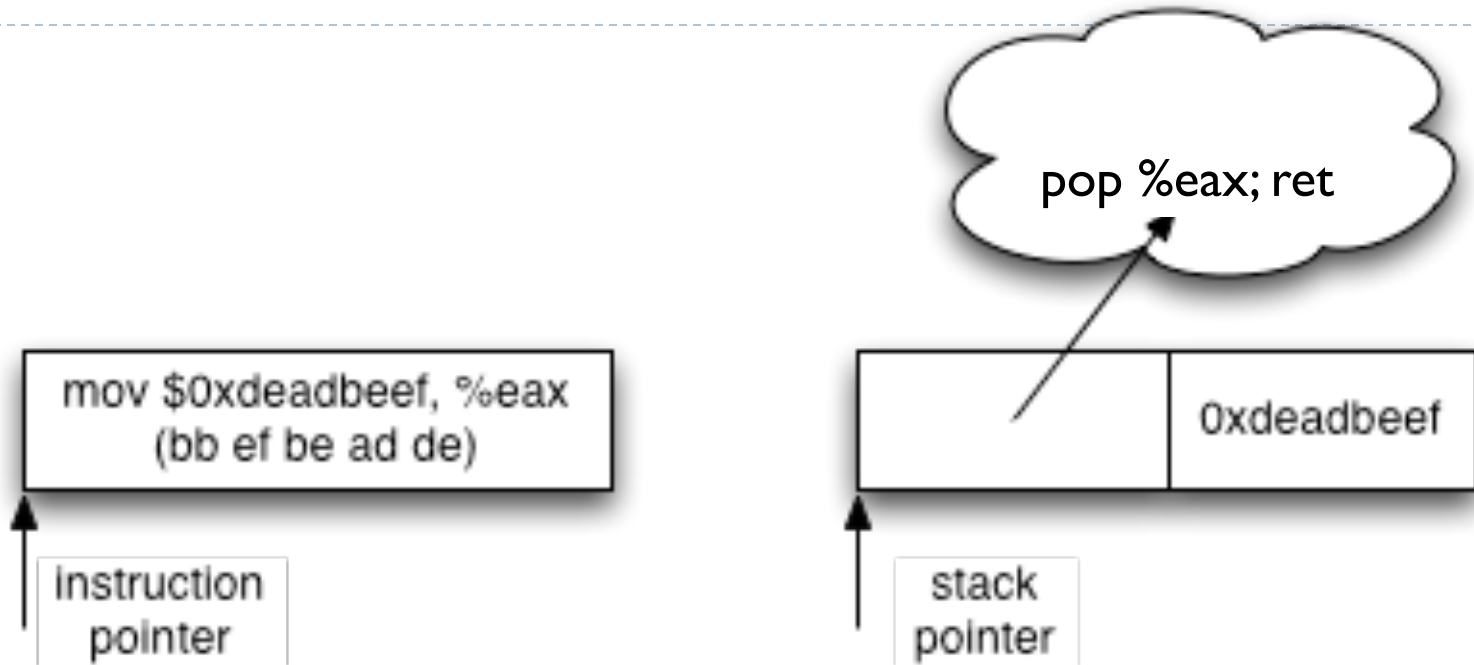 pop %eax; ret
mov $0xdeadbeef, %eax
(bb ef be ad de)
0xdeadbeef
instruction
pointer
stack
pointer